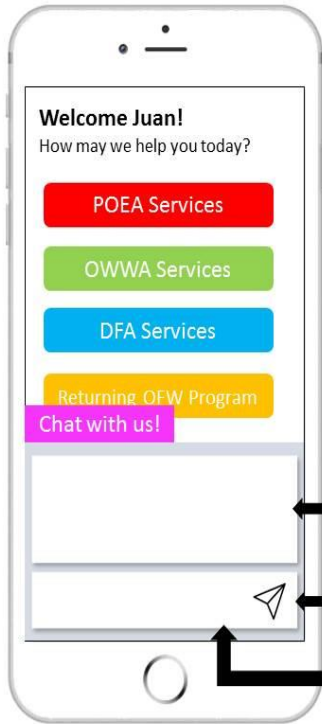 Welcome Juan!
How may we help you today?
POEA Services
OWWA Services
DFA Services
Returning OFW Program
Chat with us!